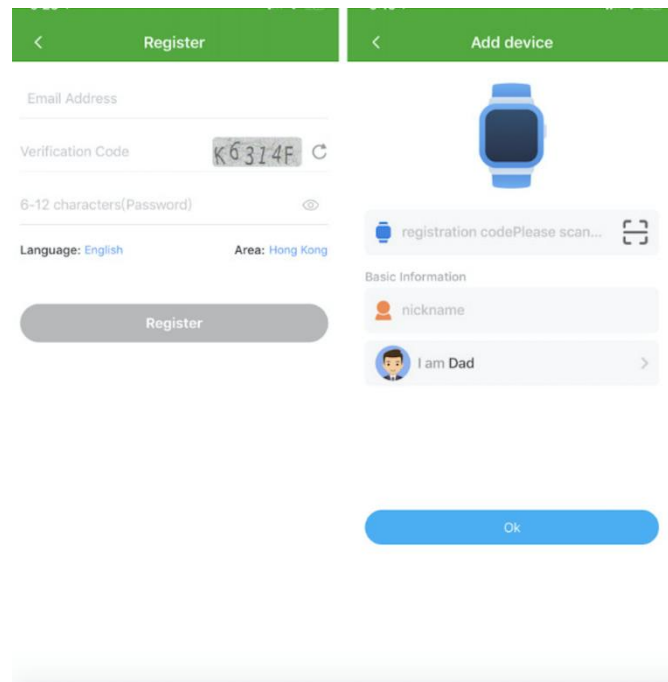 Register
Email Address
Verification Code K6314F
6-12 characters(Password)
Language: English Area: Hong Kong
Register
Add device
registration codePlease scan...
Basic Information
nickname
I am Dad
Ok